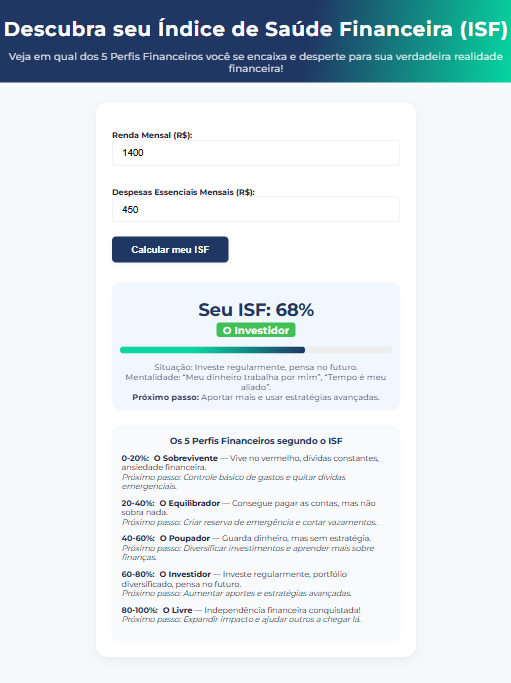 Descubra seu Índice de Saúde Financeira (ISF)
Veja em qual dos 5 Perfis Financeiros você se encaixa e desperte para sua verdadeira realidade
financeira!
Renda Mensal (R$):
1400
Despesas Essenciais Mensais (R$):
450
Calcular meu ISF
Seu ISF: 68%
O Investidor
Situação: Investe regularmente, pensa no futuro.
Mentalidade: “Meu dinheiro trabalha por mim”, “Tempo é meu
aliado”.
Próximo passo: Aportar mais e usar estratégias avançadas.
Os 5 Perfis Financeiros segundo o ISF
0-20%: O Sobrevivente — Vive no vermelho, dívidas constantes,
ansiedade financeira.
Próximo passo: Controle básico de gastos e quitar dívidas
emergenciais.
20-40%: O Equilibrador — Consegue pagar as contas, mas não
sobra nada.
Próximo passo: Criar reserva de emergência e cortar vazamentos.
40-60%: O Poupador — Guarda dinheiro, mas sem estratégia.
Próximo passo: Diversificar investimentos e aprender mais sobre
finanças.
60-80%: O Investidor — Investe regularmente, portfólio
diversificado, pensa no futuro.
Próximo passo: Aumentar aportes e estratégias avançadas.
80-100%: O Livre — Independência financeira conquistada!
Próximo passo: Expandir impacto e ajudar outros a chegar lá.